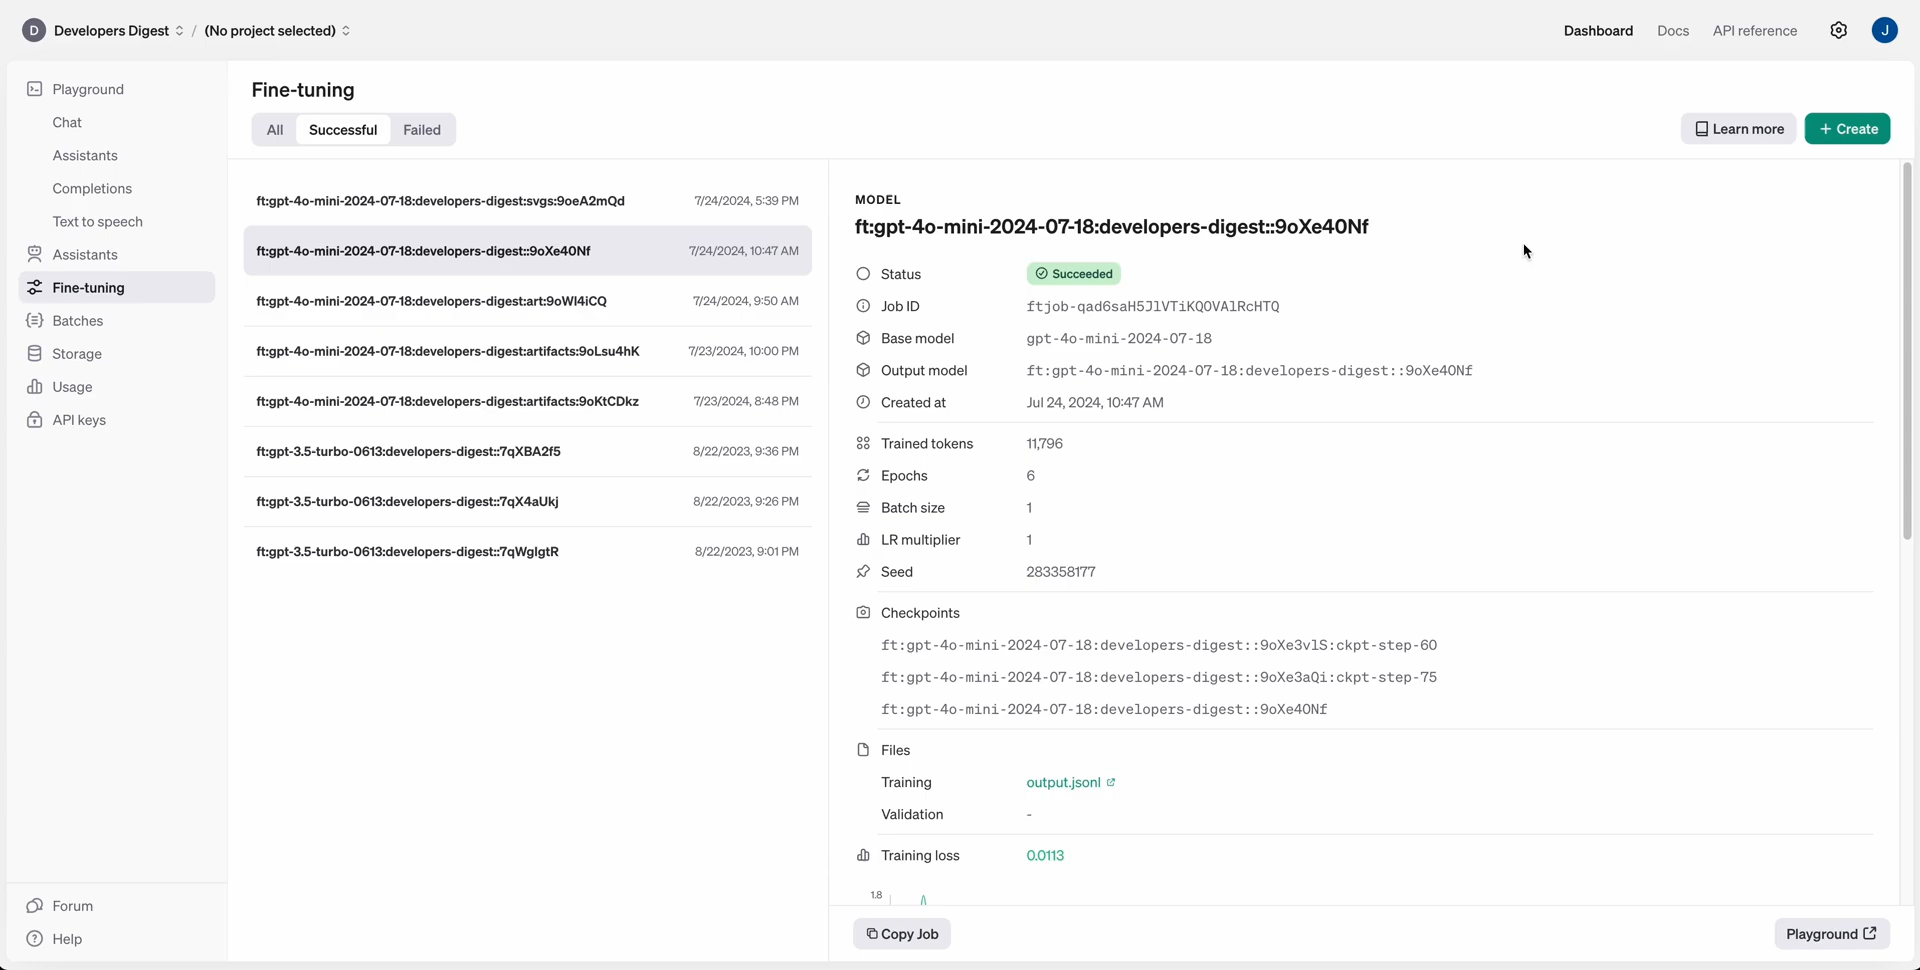 D Developers Digest / (No project selected)
Dashboard Docs API reference J
Playground
Chat
Assistants
Completions
Text to speech
Assistants
Fine-tuning
Batches
Storage
Usage
API keys
Forum
Help
Fine-tuning
All Successful Failed
Learn more + Create
ft:gpt-4o-mini-2024-07-18:developers-digest:svgs:9oeA2mQd 7/24/2024, 5:39 PM
ft:gpt-4o-mini-2024-07-18:developers-digest::9oXe40Nf 7/24/2024, 10:47 AM
ft:gpt-4o-mini-2024-07-18:developers-digest:art:9oWI4iCQ 7/24/2024, 9:50 AM
ft:gpt-4o-mini-2024-07-18:developers-digest:artifacts:9oLsu4hK 7/23/2024, 10:00 PM
ft:gpt-4o-mini-2024-07-18:developers-digest:artifacts:9oKtCDkz 7/23/2024, 8:48 PM
ft:gpt-3.5-turbo-0613:developers-digest::7qXBA2f5 8/22/2023, 9:36 PM
ft:gpt-3.5-turbo-0613:developers-digest::7qX4aUkj 8/22/2023, 9:26 PM
ft:gpt-3.5-turbo-0613:developers-digest::7qWglgtR 8/22/2023, 9:01 PM
MODEL
ft:gpt-4o-mini-2024-07-18:developers-digest::9oXe40Nf
Status Succeeded
Job ID ftjob-qad6saH5JlVTiKQOVAlRcHTQ
Base model gpt-4o-mini-2024-07-18
Output model ft:gpt-4o-mini-2024-07-18:developers-digest::9oXe40Nf
Created at Jul 24, 2024, 10:47 AM
Trained tokens 11,796
Epochs 6
Batch size 1
LR multiplier 1
Seed 283358177
Checkpoints
ft:gpt-4o-mini-2024-07-18:developers-digest::9oXe3vlS:ckpt-step-60
ft:gpt-4o-mini-2024-07-18:developers-digest::9oXe3aQi:ckpt-step-75
ft:gpt-4o-mini-2024-07-18:developers-digest::9oXe40Nf
Files
Training output.jsonl
Validation -
Training loss 0.0113
1.8
Copy Job Playground